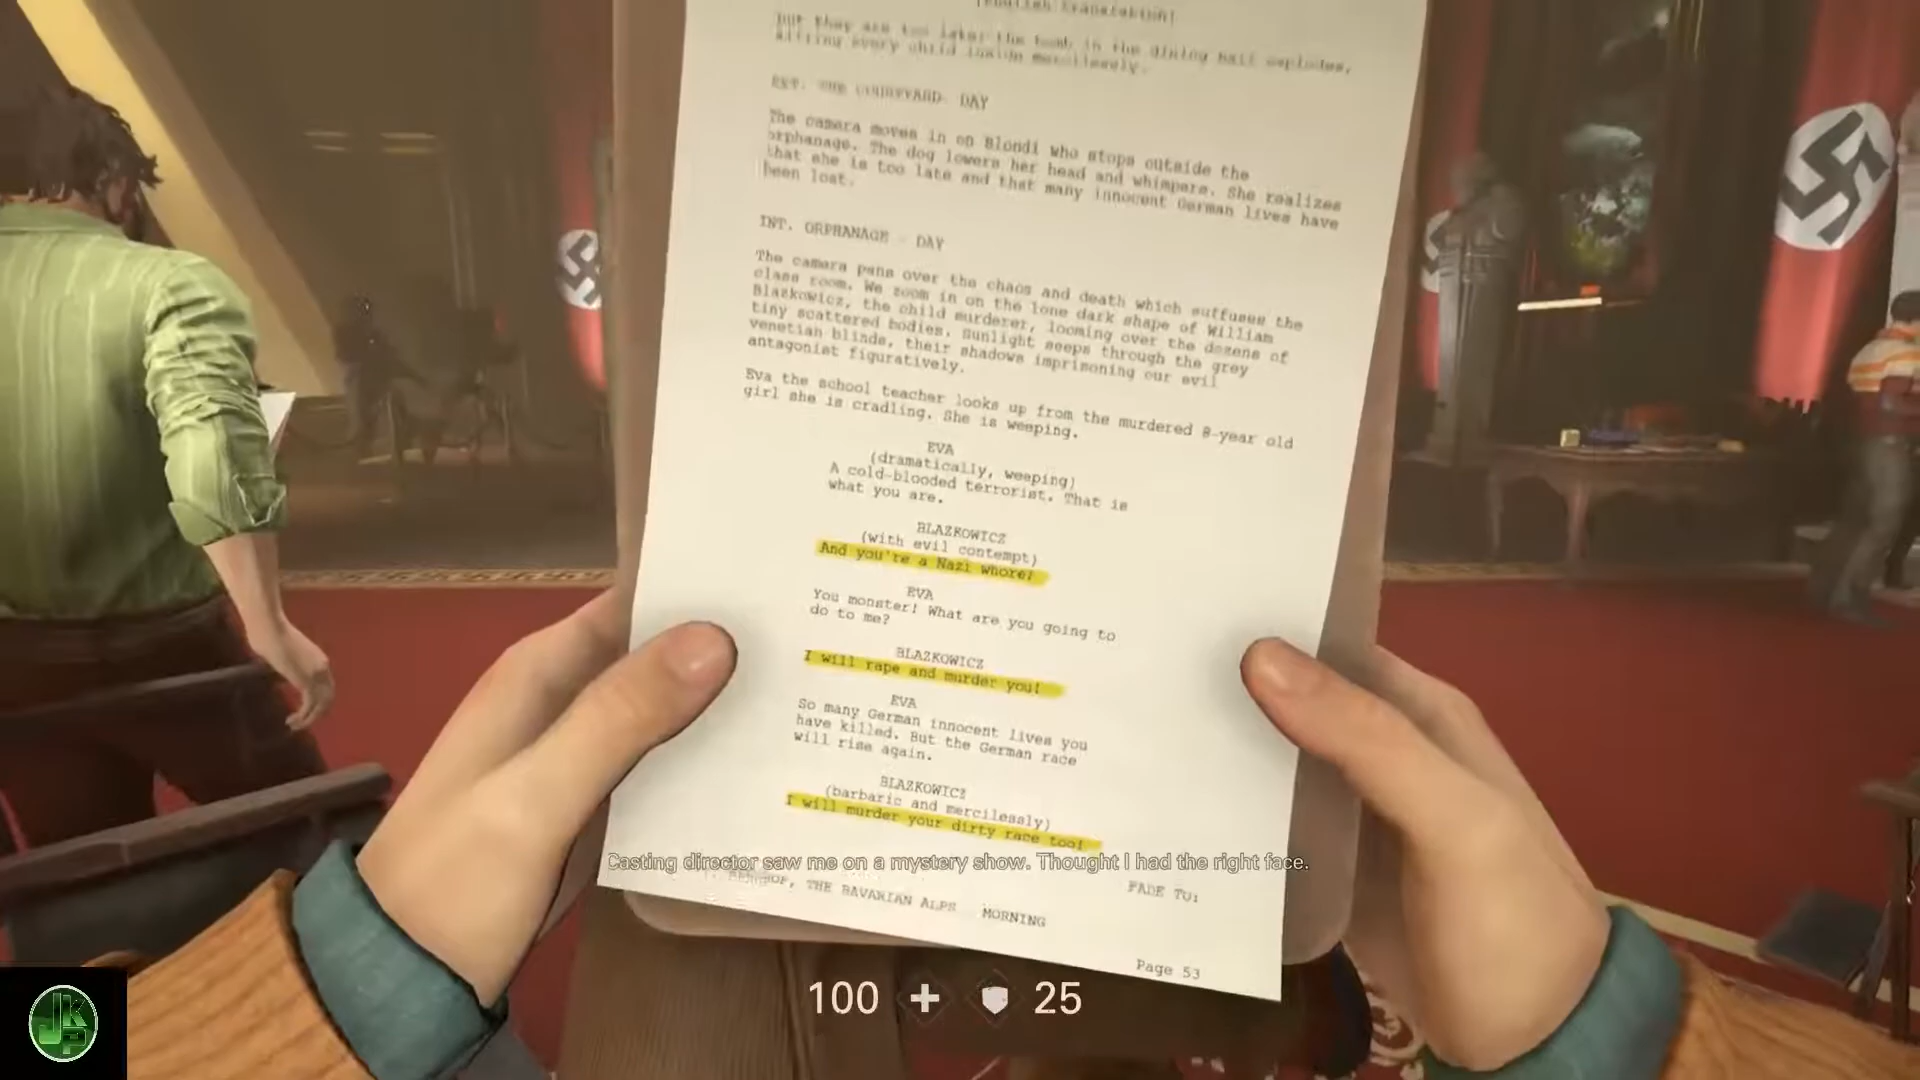 [English translation]
but they are too late: the bomb in the dining hall explodes,
killing every child inside mercilessly.
EXT. THE COURTYARD DAY
The camera moves in on Blondi who stops outside the
orphanage. The dog lowers her head and whimpers. She realizes
that she is too late and that many innocent German lives have
been lost.
INT. ORPHANAGE - DAY
The camera pans over the chaos and death which suffuses the
class room. We zoom in on the lone dark shape of William
Blazkowicz, the child murderer, looming over the dozens of
tiny scattered bodies. Sunlight seeps through the grey
venetian blinds, their shadows imprisoning our evil
antagonist figuratively.
Eva the school teacher looks up from the murdered 8-year old
girl she is cradling. She is weeping.
EVA
(dramatically, weeping)
A cold-blooded terrorist. That is
what you are.
BLAZKOWICZ
(with evil contempt)
And you're a Nazi whore!
EVA
You monster! What are you going to
do to me?
BLAZKOWICZ
I will rape and murder you!
EVA
So many German innocent lives you
have killed. But the German race
will rise again.
BLAZKOWICZ
(barbaric and mercilessly)
I will murder your dirty race too!
Casting director saw me on a mystery show. Thought I had the right face.
FADE TO:
THE BAVARIAN ALPS MORNING
Page 53
100
25
JKP